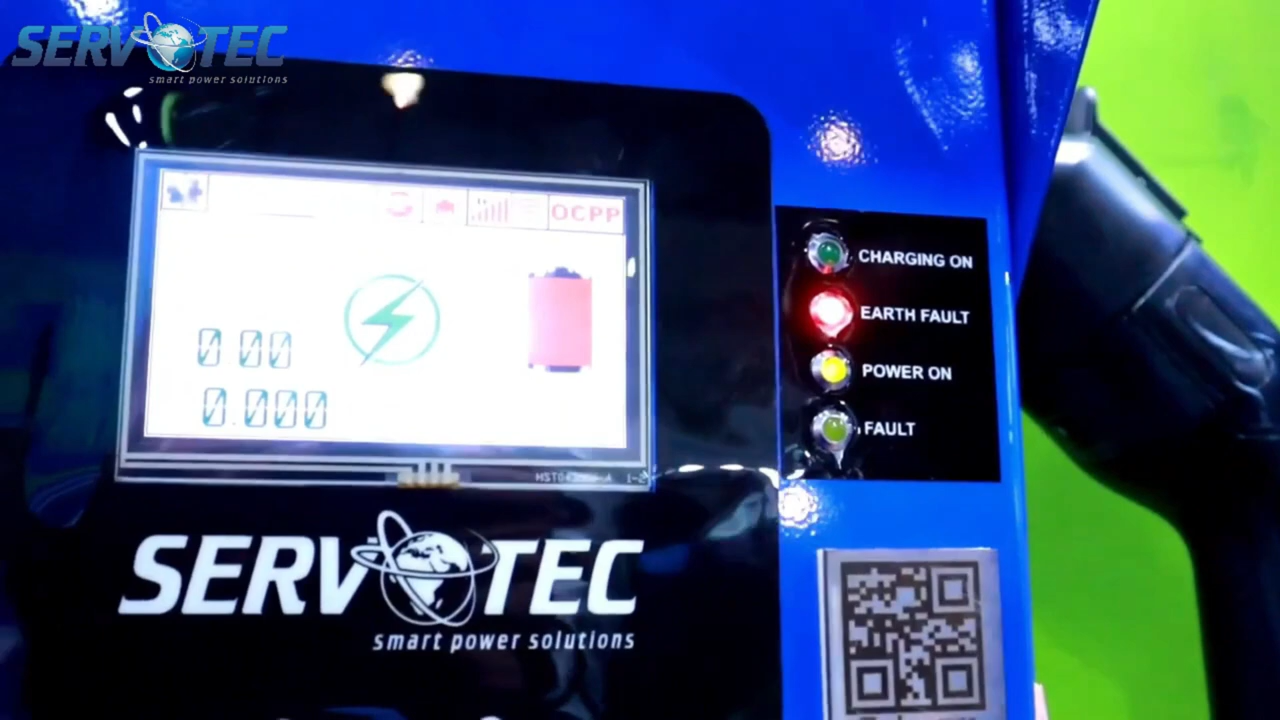 SERVOTEC
smart power solutions
OCPP
0 00
0.000
CHARGING ON
EARTH FAULT
POWER ON
FAULT
SERVOTEC
smart power solutions